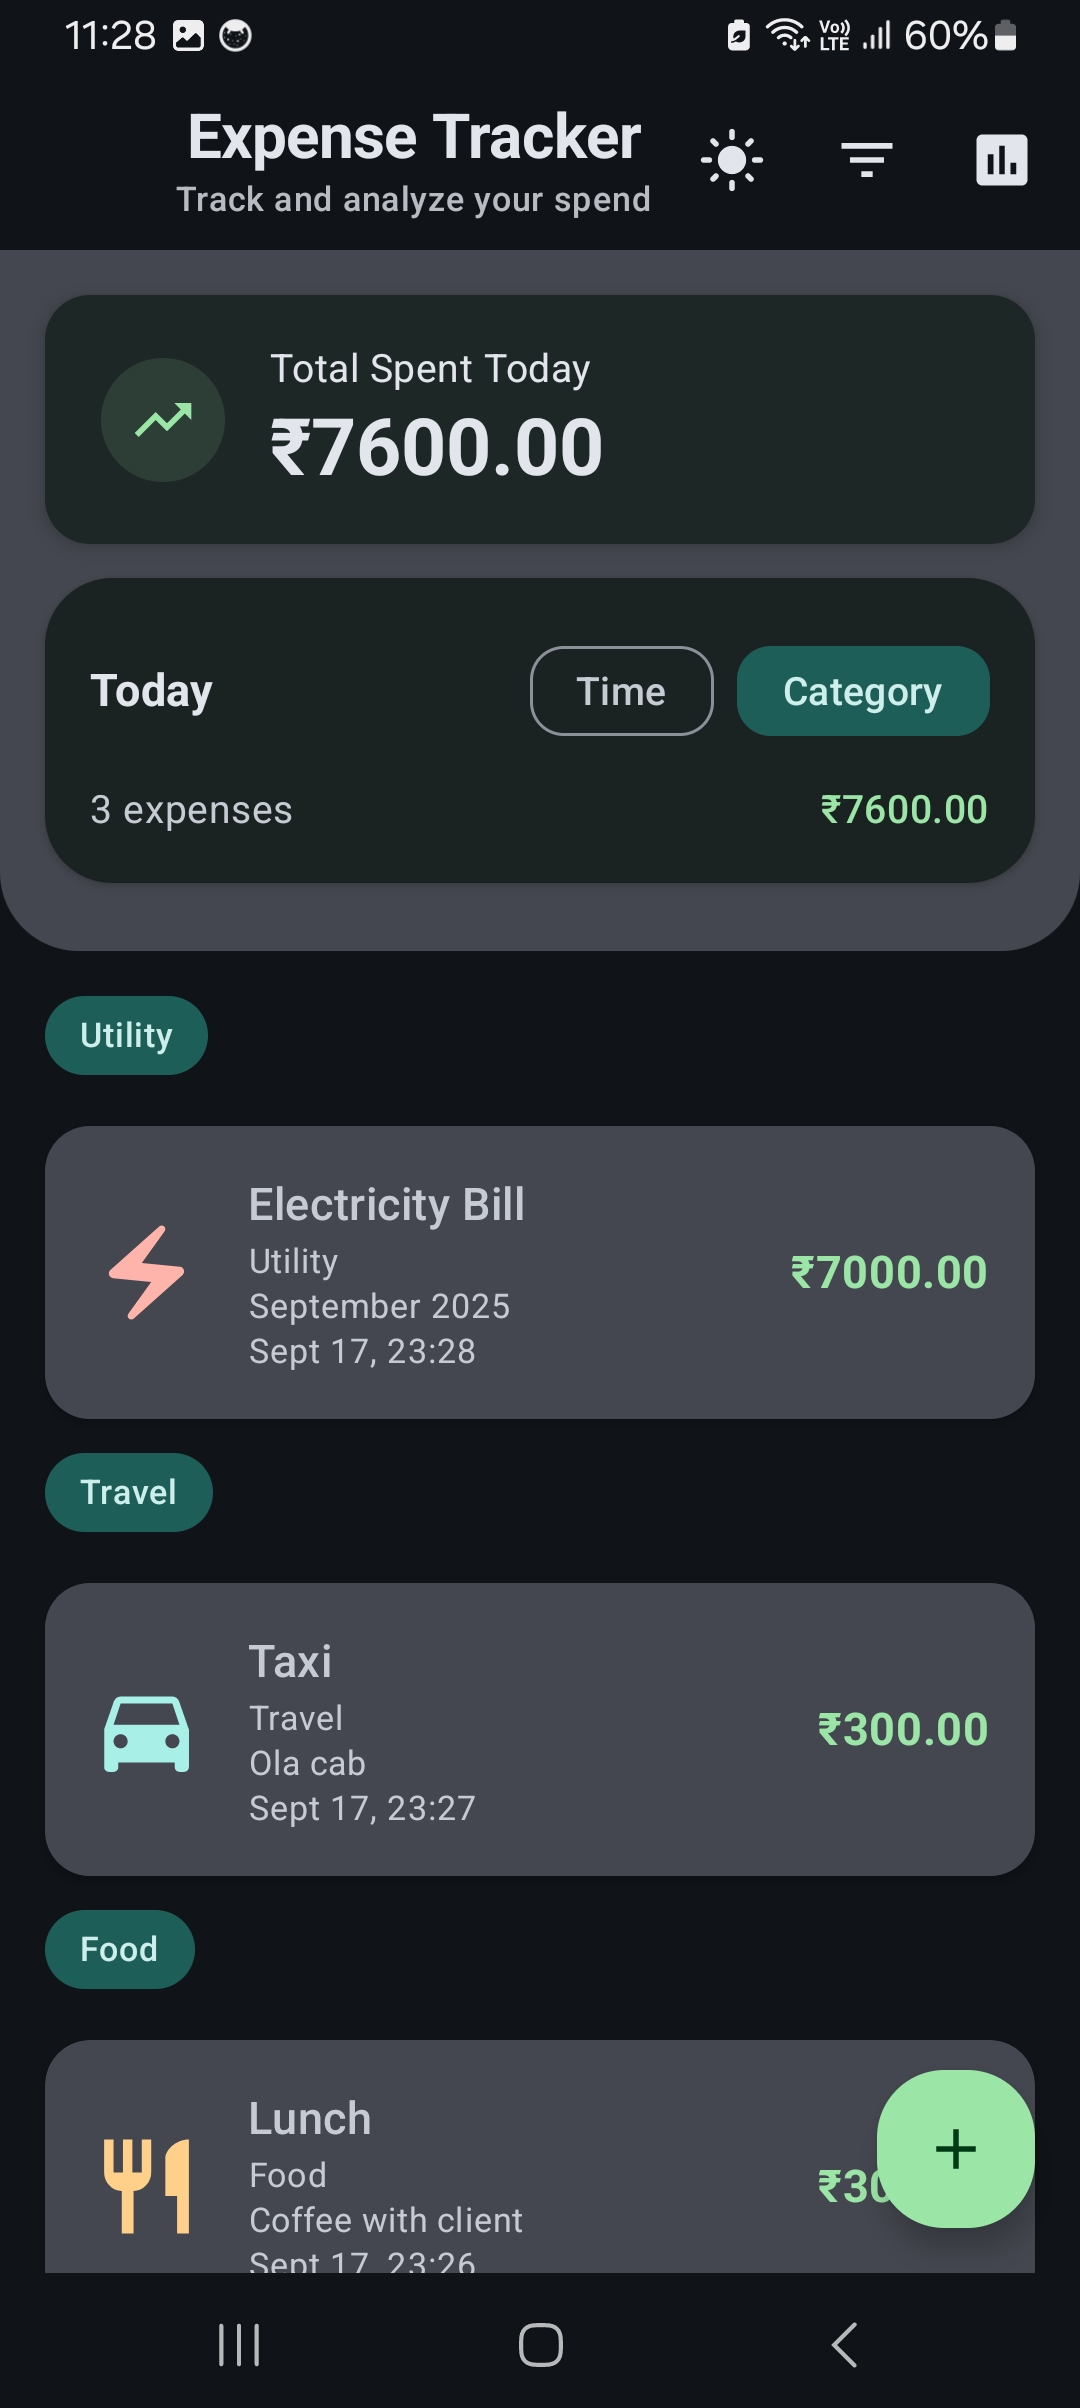 11:28
Vo)) LTE
60%
Expense Tracker
Track and analyze your spend
Total Spent Today
₹7600.00
Today
Time
Category
3 expenses
₹7600.00
Utility
Electricity Bill
Utility
September 2025
Sept 17, 23:28
₹7000.00
Travel
Taxi
Travel
Ola cab
Sept 17, 23:27
₹300.00
Food
Lunch
Food
Coffee with client
Sept 17, 23:26